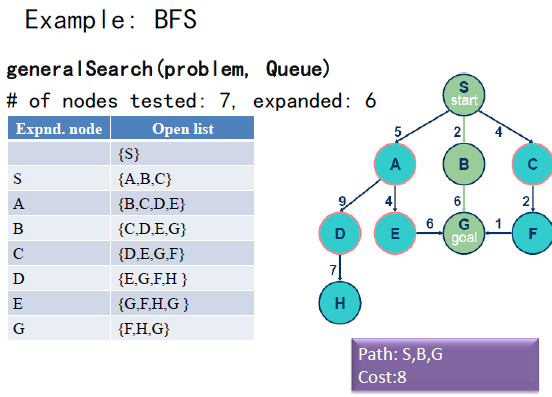 Example: BFS
generalSearch(problem, Queue)
# of nodes tested: 7, expanded: 6
Expnd. node Open list
{S}
S {A,B,C}
A {B,C,D,E}
B {C,D,E,G}
C {D,E,G,F}
D {E,G,F,H }
E {G,F,H,G }
G {F,H,G}
S
start
5 2 4
A B C
9 4 6 2
D E 6 G 1 F
goal
7
H
Path: S,B,G
Cost:8